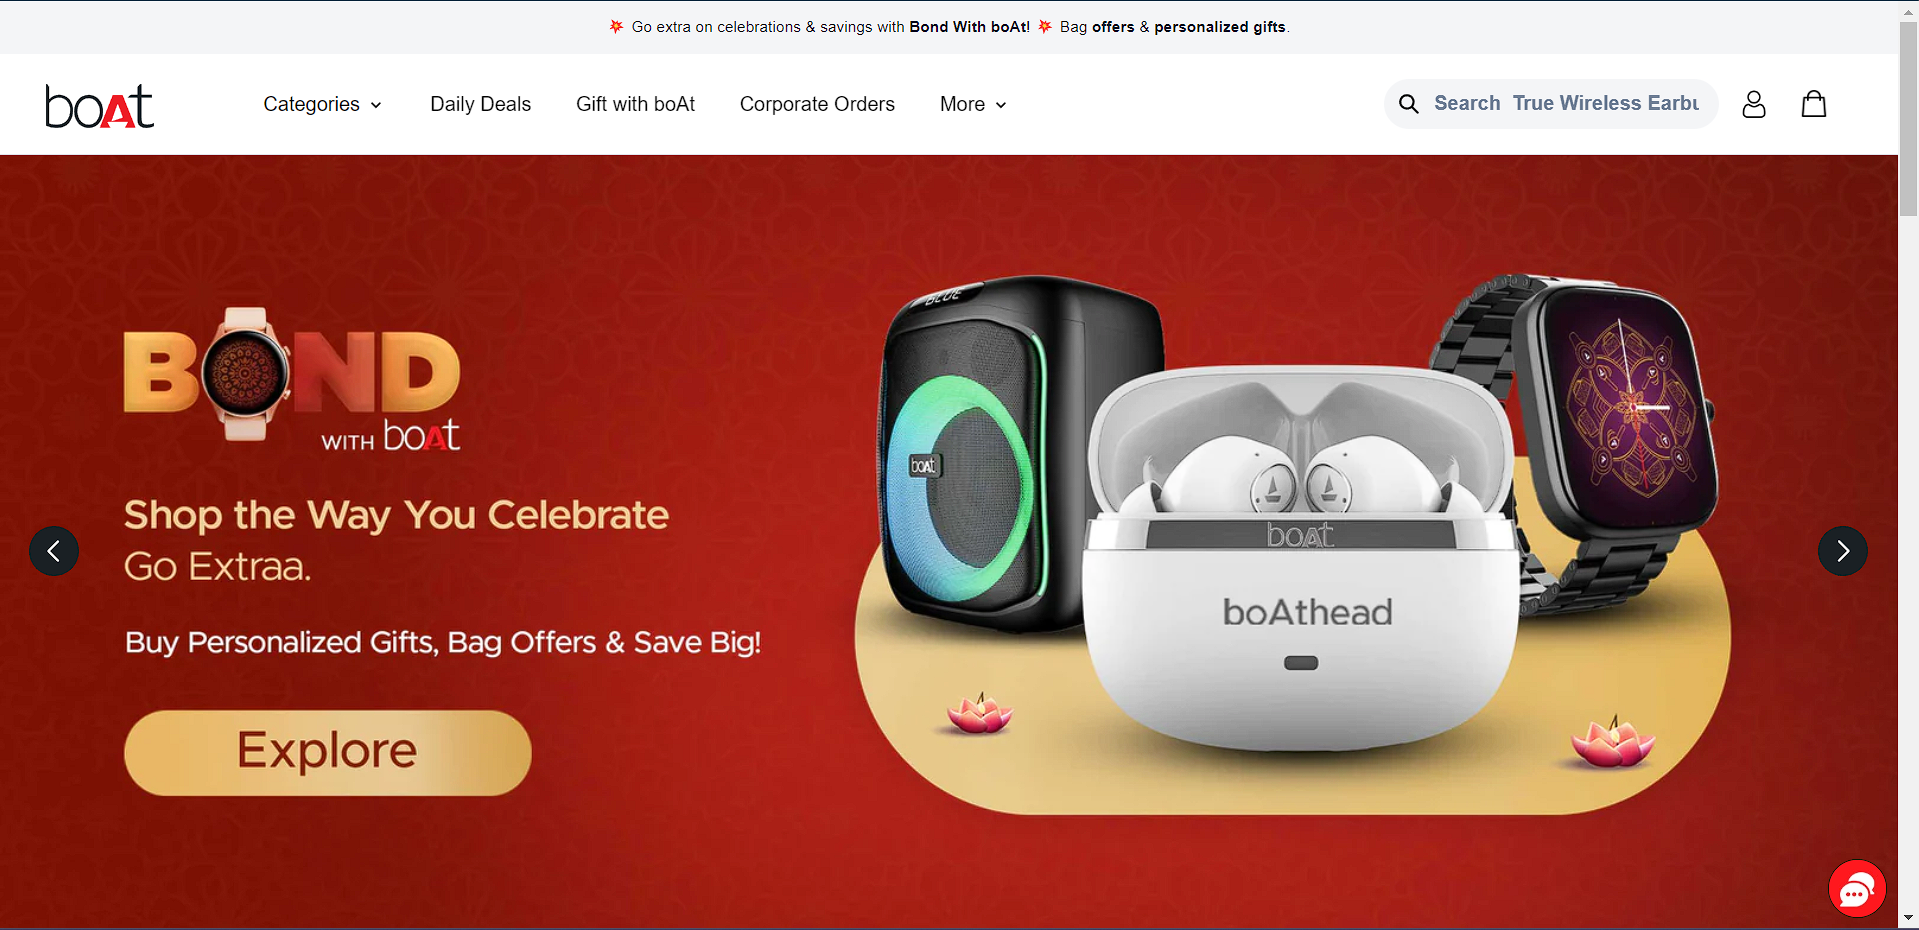 Go extra on celebrations & savings with Bond With boAt! Bag offers & personalized gifts.
boAt
Categories
Daily Deals
Gift with boAt
Corporate Orders
More
Search True Wireless Earbu
BOND
WITH boAt
Shop the Way You Celebrate
Go Extraa.
Buy Personalized Gifts, Bag Offers & Save Big!
Explore
boAt
boAt
boAthead